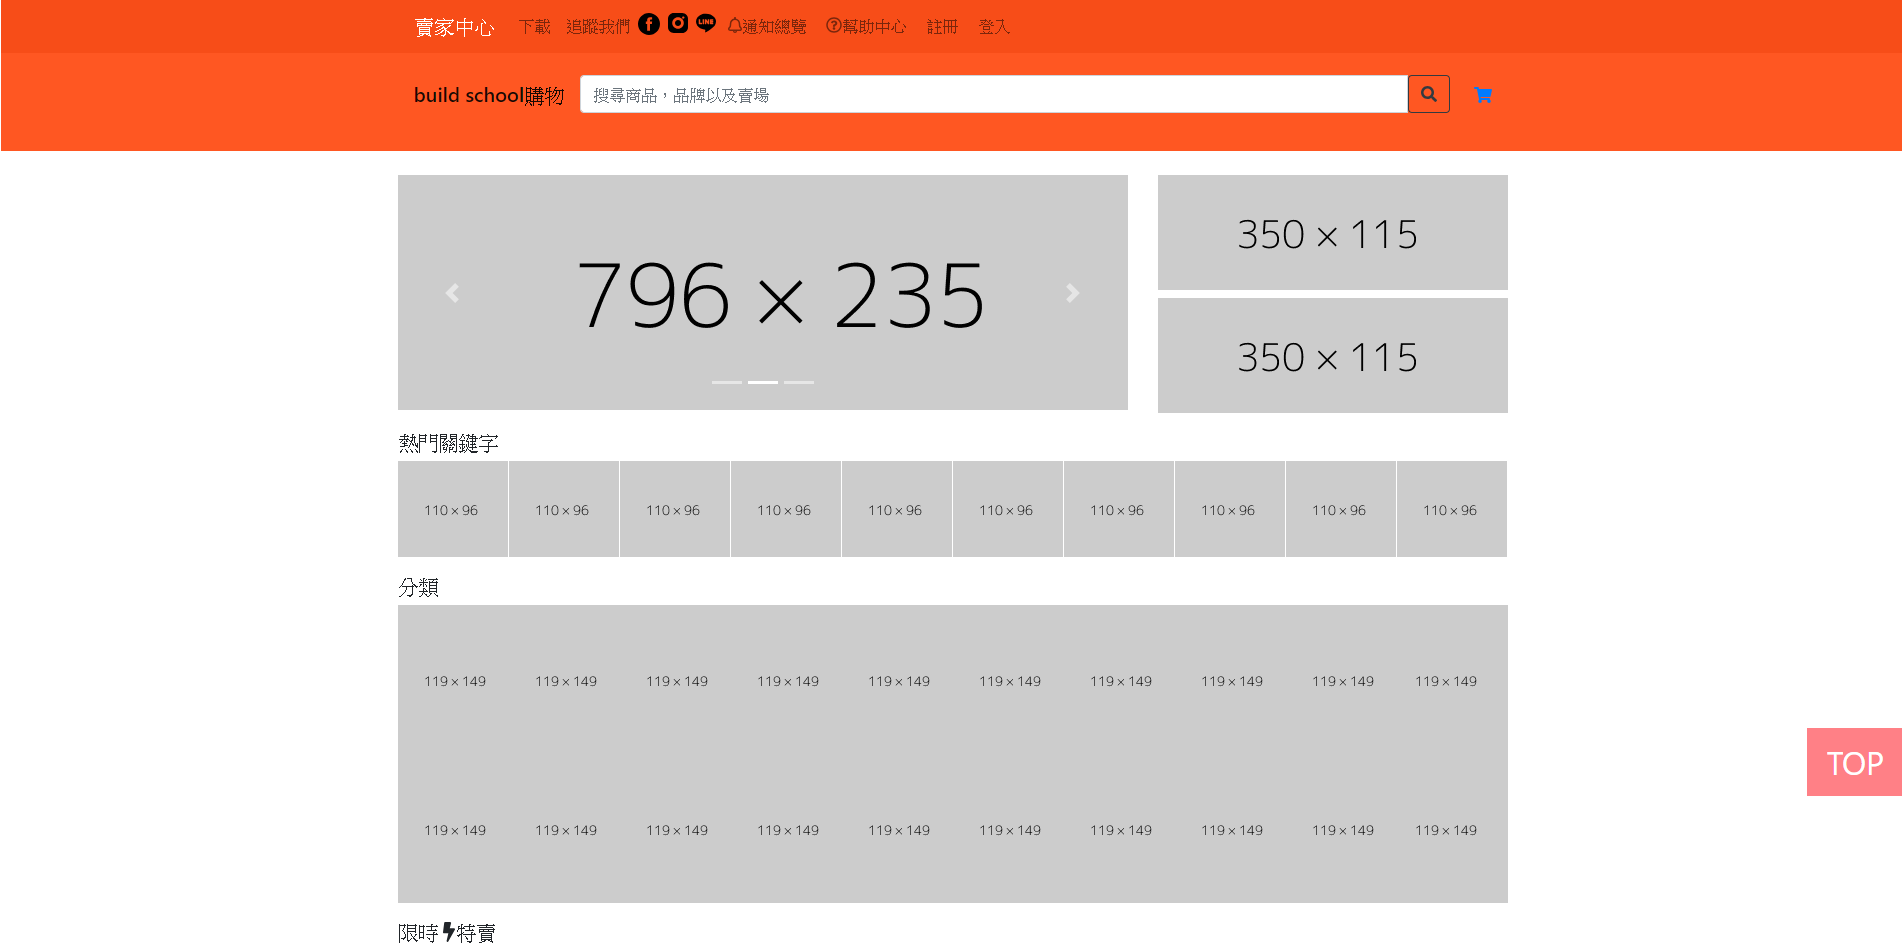 賣家中心 下載 追蹤我們 LINE 通知總覽 幫助中心 註冊 登入
build school購物 搜尋商品，品牌以及賣場
796 × 235
350 × 115
350 × 115
熱門關鍵字
110 × 96 110 × 96 110 × 96 110 × 96 110 × 96 110 × 96 110 × 96 110 × 96 110 × 96 110 × 96
分類
119 × 149 119 × 149 119 × 149 119 × 149 119 × 149 119 × 149 119 × 149 119 × 149 119 × 149 119 × 149
TOP
119 × 149 119 × 149 119 × 149 119 × 149 119 × 149 119 × 149 119 × 149 119 × 149 119 × 149 119 × 149
限時特賣